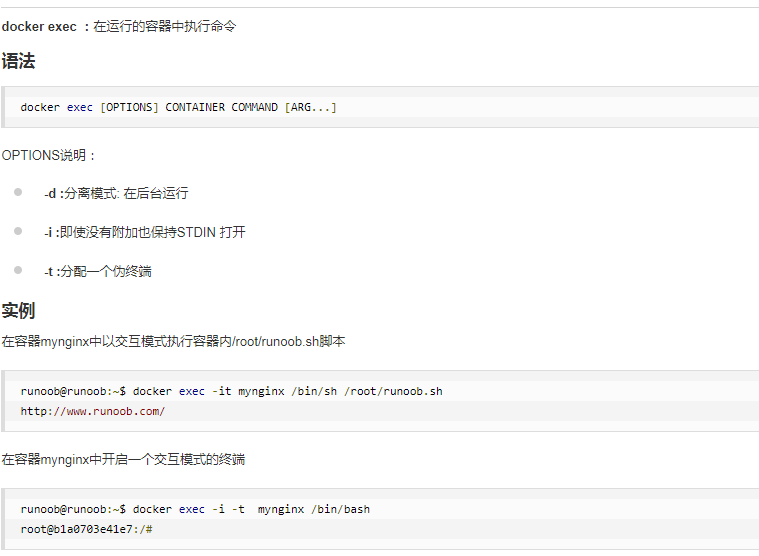 docker exec ：在运行的容器中执行命令
语法
docker exec [OPTIONS] CONTAINER COMMAND [ARG...]
OPTIONS说明：
-d :分离模式: 在后台运行
-i :即使没有附加也保持STDIN 打开
-t :分配一个伪终端
实例
在容器mynginx中以交互模式执行容器内/root/runoob.sh脚本
runoob@runoob:~$ docker exec -it mynginx /bin/sh /root/runoob.sh
http://www.runoob.com/
在容器mynginx中开启一个交互模式的终端
runoob@runoob:~$ docker exec -i -t  mynginx /bin/bash
root@b1a0703e41e7:/#